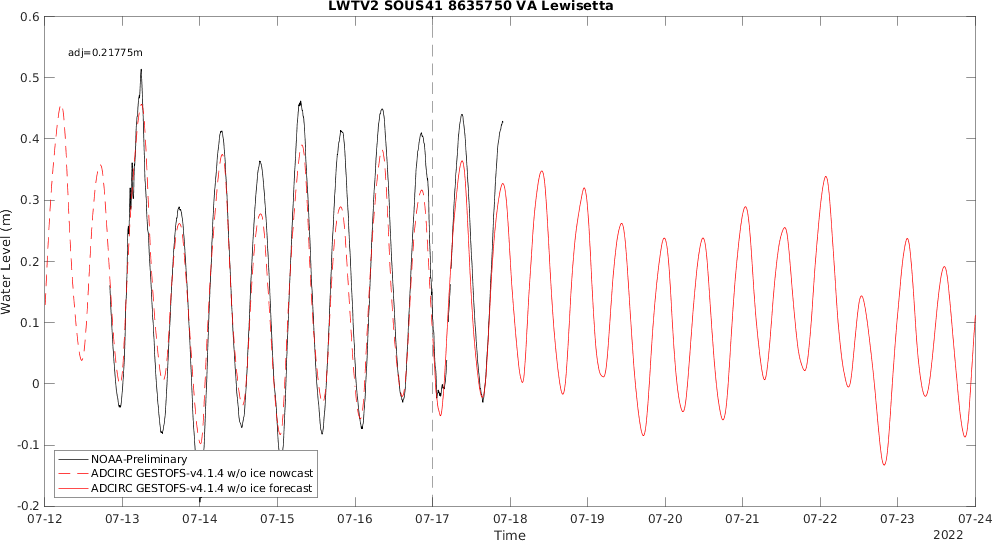 LWTV2 SOUS41 8635750 VA Lewisetta
adj=0.21775m
Water Level (m)
0.6
0.5
0.4
0.3
0.2
0.1
0
-0.1
-0.2
NOAA-Preliminary
ADCIRC GESTOFS-v4.1.4 w/o ice nowcast
ADCIRC GESTOFS-v4.1.4 w/o ice forecast
07-12 07-13 07-14 07-15 07-16 07-17 07-18 07-19 07-20 07-21 07-22 07-23 07-24
Time
2022